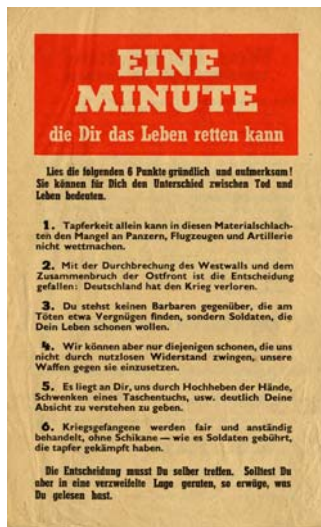 EINE
MINUTE
die Dir das Leben retten kann
Lies die folgenden 6 Punkte gründlich und aufmerksam!
Sie können für Dich den Unterschied zwischen Tod und
Leben bedeuten.
1. Tapferkeit allein kann in diesen Materialschlach-
ten den Mangel an Panzern, Flugzeugen und Artillerie
nicht wettmachen.
2. Mit der Durchbrechung des Westwalls und dem
Zusammenbruch der Ostfront ist die Entscheidung
gefallen: Deutschland hat den Krieg verloren.
3. Du stehst keinen Barbaren gegenüber, die am
Töten etwa Vergnügen finden, sondern Soldaten, die
Dein Leben schonen wollen.
4. Wir können aber nur diejenigen schonen, die uns
nicht durch nutzlosen Widerstand zwingen, unsere
Waffen gegen sie einzusetzen.
5. Es liegt an Dir, uns durch Hochheben der Hände,
Schwenken eines Taschentuchs, usw. deutlich Deine
Absicht zu verstehen zu geben.
6. Kriegsgefangene werden fair und anständig
behandelt, ohne Schikane — wie es Soldaten gebührt,
die tapfer gekämpft haben.
Die Entscheidung musst Du selber treffen. Solltest Du
aber in eine verzweifelte Lage geraten, so erwäge, was
Du gelesen hast.